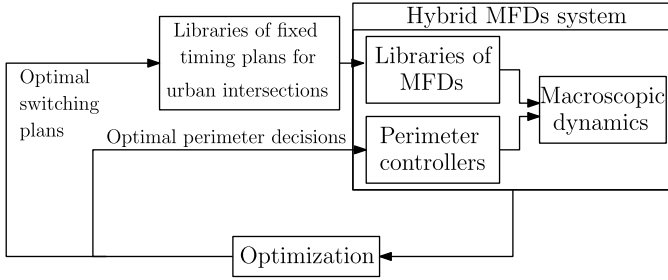 Hybrid MFDs system
Libraries of fixed
timing plans for
urban intersections
Libraries of
MFDs
Macroscopic
dynamics
Optimal
switching
plans
Optimal perimeter decisions
Perimeter
controllers
Optimization